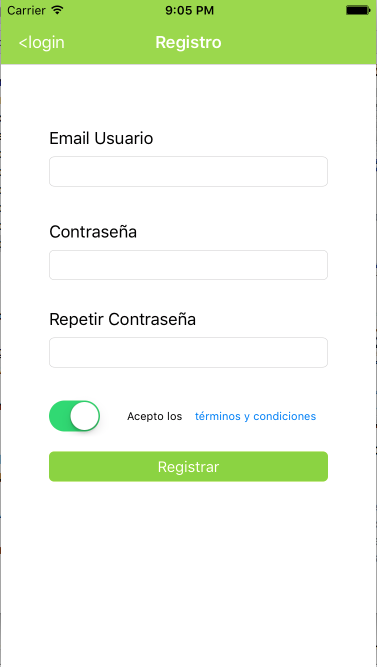 Carrier 9:05 PM
<login Registro
Email Usuario
Contraseña
Repetir Contraseña
Acepto los términos y condiciones
Registrar